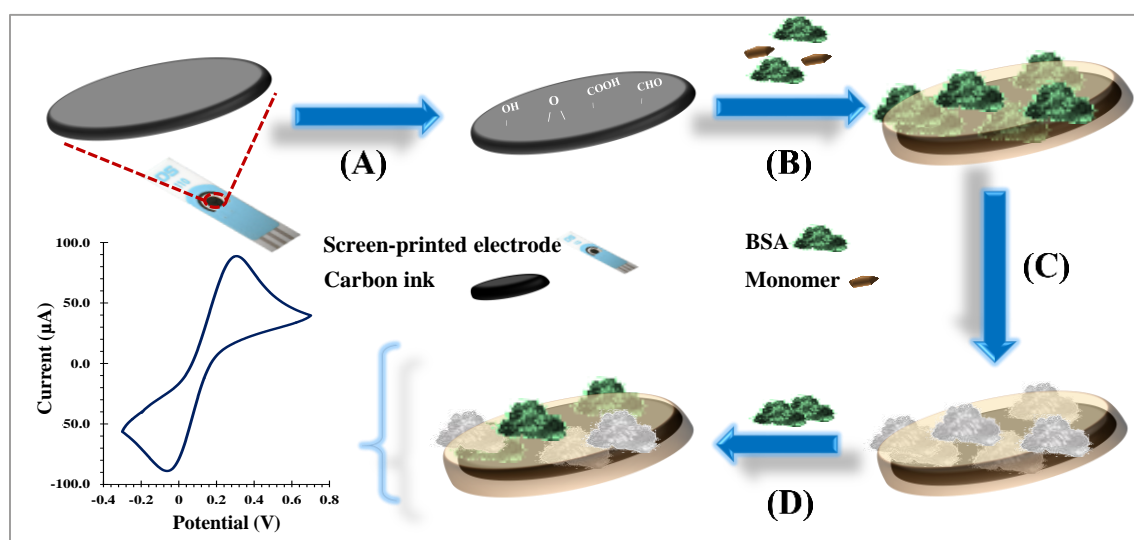 OH
O
COOH
CHO
(A)
(B)
Screen-printed electrode
Carbon ink
BSA
Monomer
(C)
(D)
100.0
50.0
0.0
50.0
-100.0
-0.4
-0.2
0
0.2
0.4
0.6
0.8
Current (µA)
Potential (V)